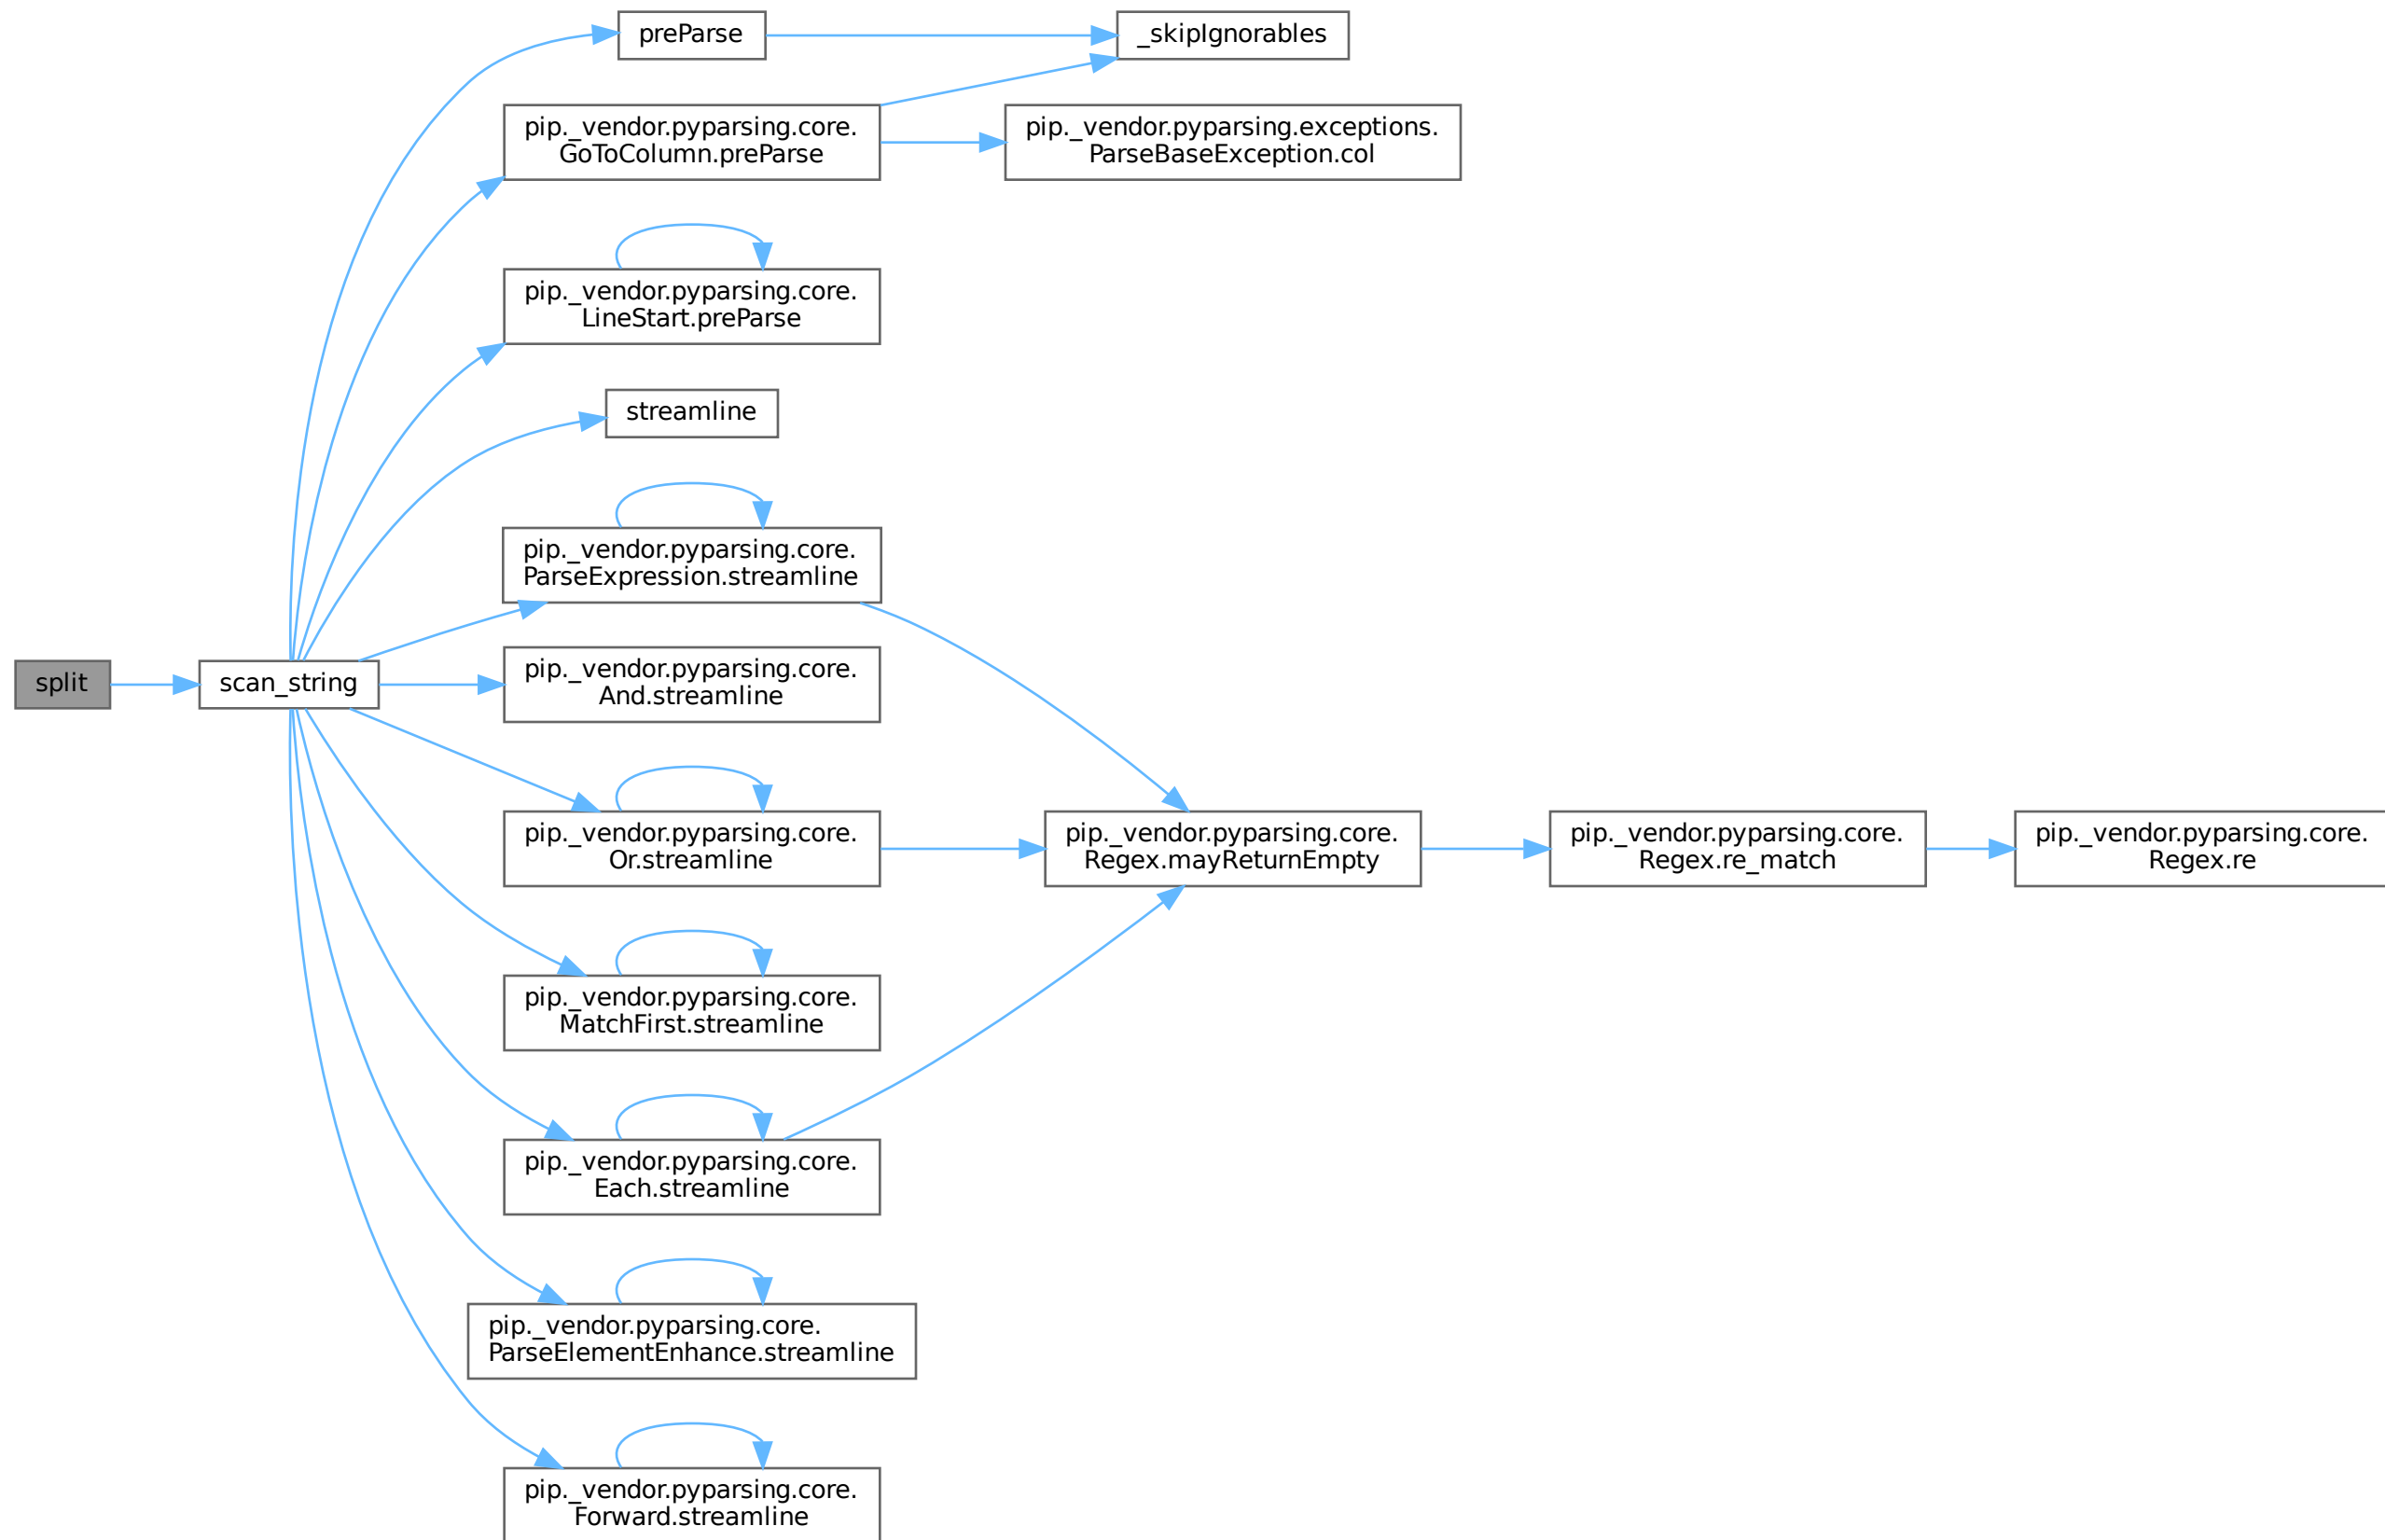 preParse
_skipIgnorables
pip._vendor.pyparsing.core.
GoToColumn.preParse
pip._vendor.pyparsing.exceptions.
ParseBaseException.col
pip._vendor.pyparsing.core.
LineStart.preParse
streamline
pip._vendor.pyparsing.core.
ParseExpression.streamline
split
scan_string
pip._vendor.pyparsing.core.
And.streamline
pip._vendor.pyparsing.core.
Or.streamline
pip._vendor.pyparsing.core.
Regex.mayReturnEmpty
pip._vendor.pyparsing.core.
Regex.re_match
pip._vendor.pyparsing.core.
Regex.re
pip._vendor.pyparsing.core.
MatchFirst.streamline
pip._vendor.pyparsing.core.
Each.streamline
pip._vendor.pyparsing.core.
ParseElementEnhance.streamline
pip._vendor.pyparsing.core.
Forward.streamline